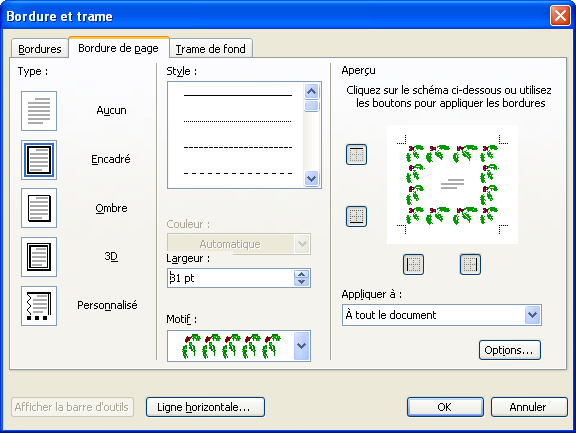 Bordure et trame
Bordures
Bordure de page
Trame de fond
Type :
Aucun
Encadré
Ombre
3D
Personnalisé
Style :
Couleur :
Automatique
Largeur :
31 pt
Motif :
Aperçu
Cliquez sur le schéma ci-dessous ou utilisez
les boutons pour appliquer les bordures
Appliquer à :
À tout le document
Options...
Afficher la barre d'outils
Ligne horizontale...
OK
Annuler